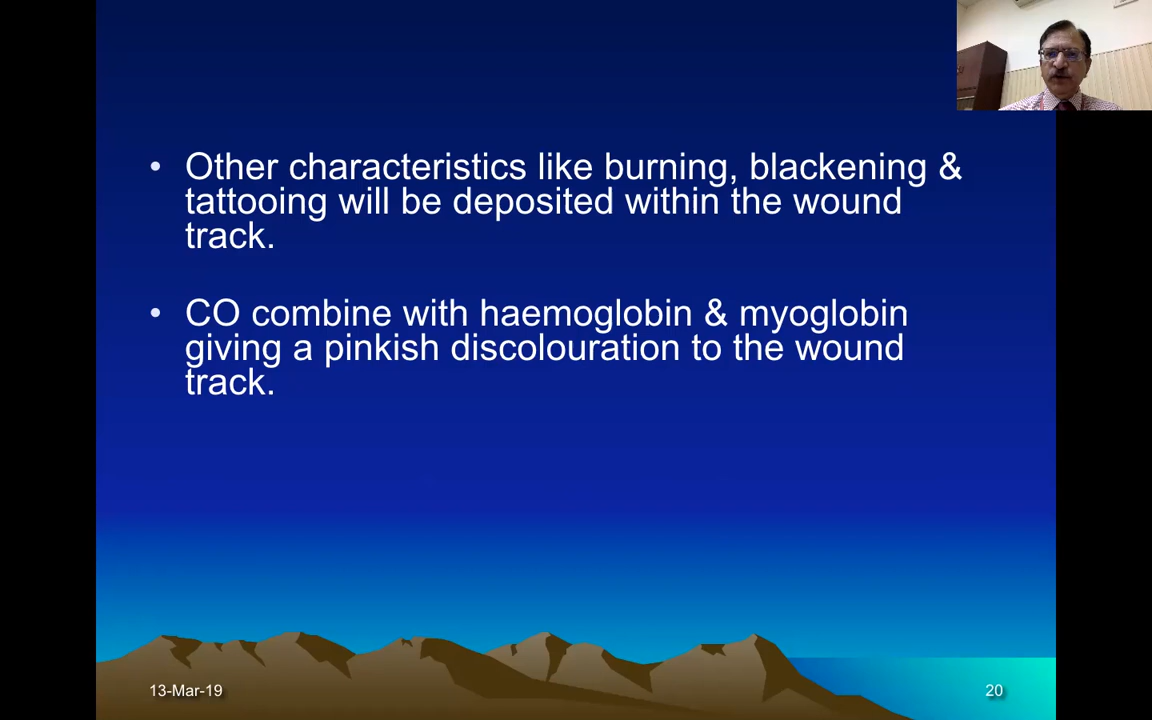 • Other characteristics like burning, blackening &
tattooing will be deposited within the wound
track.
• CO combine with haemoglobin & myoglobin
giving a pinkish discolouration to the wound
track.
13-Mar-19
20